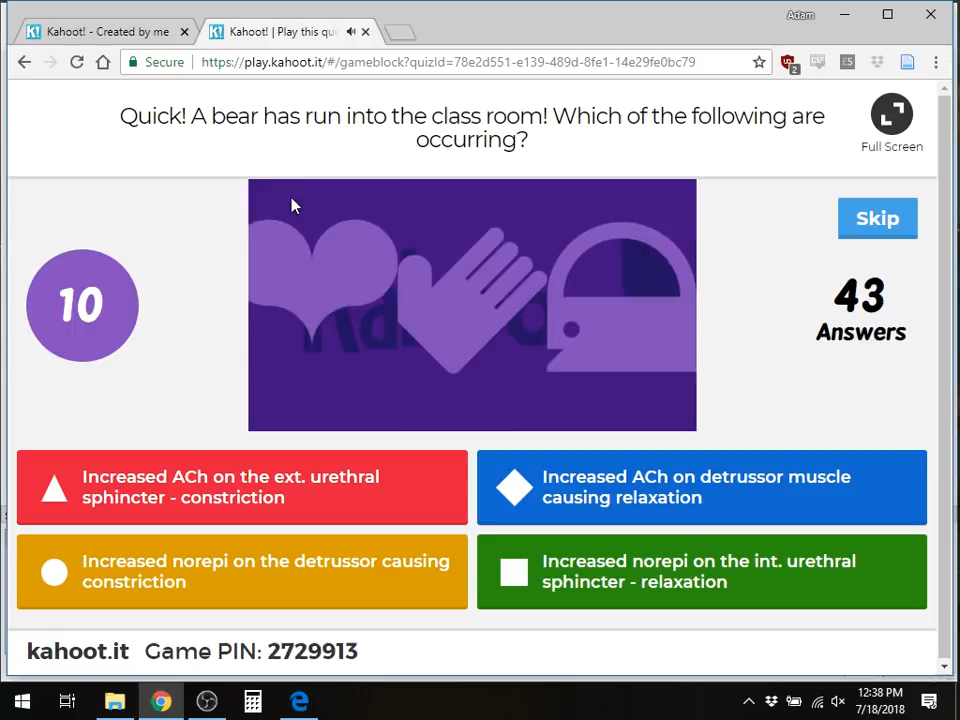 Adam
Kahoot! - Created by me
Kahoot! | Play this qu
Secure
https://play.kahoot.it/#/gameblock?quizId=78e2d551-e139-489d-8fe1-14e29fe0bc79
2
ES
Quick! A bear has run into the class room! Which of the following are
occurring?
Full Screen
Skip
10
43
Answers
Increased ACh on the ext. urethral
sphincter - constriction
Increased ACh on detrussor muscle
causing relaxation
Increased norepi on the detrussor causing
constriction
Increased norepi on the int. urethral
sphincter - relaxation
kahoot.it Game PIN: 2729913
12:38 PM
7/18/2018